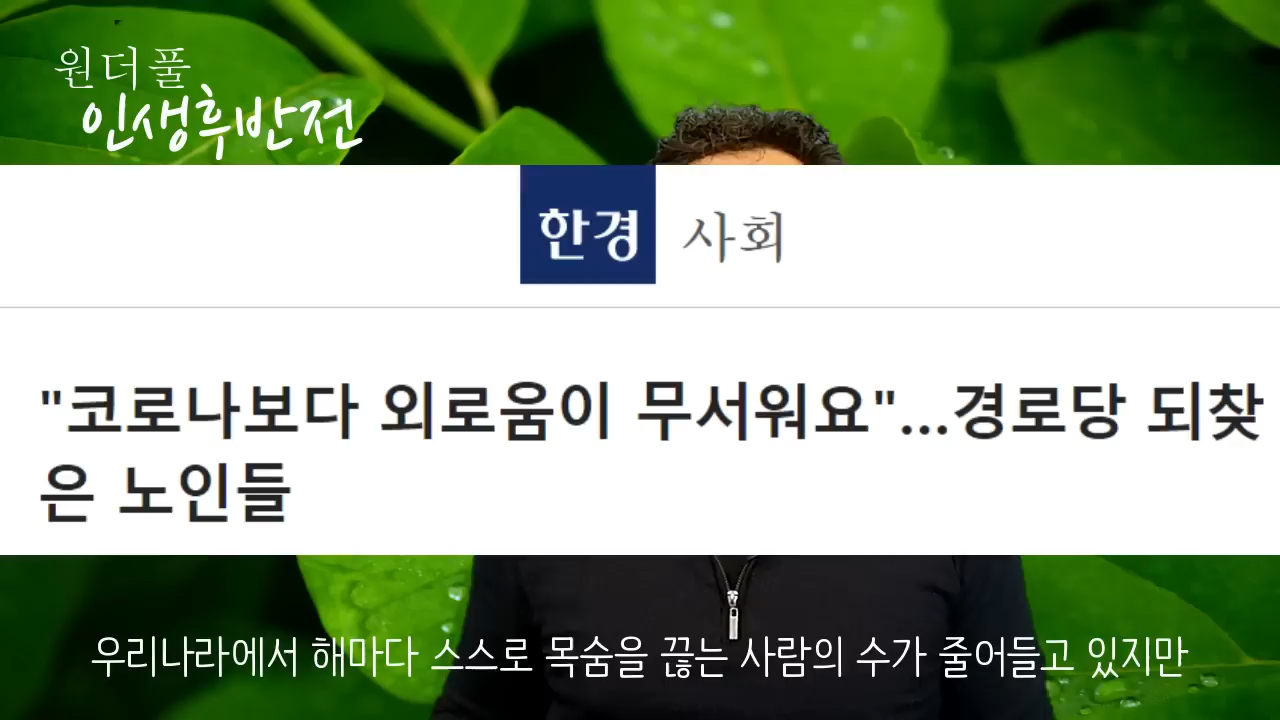 원더풀
인생후반전
한경 사회
"코로나보다 외로움이 무서워요"...경로당 되찾
은 노인들
우리나라에서 해마다 스스로 목숨을 끊는 사람의 수가 줄어들고 있지만